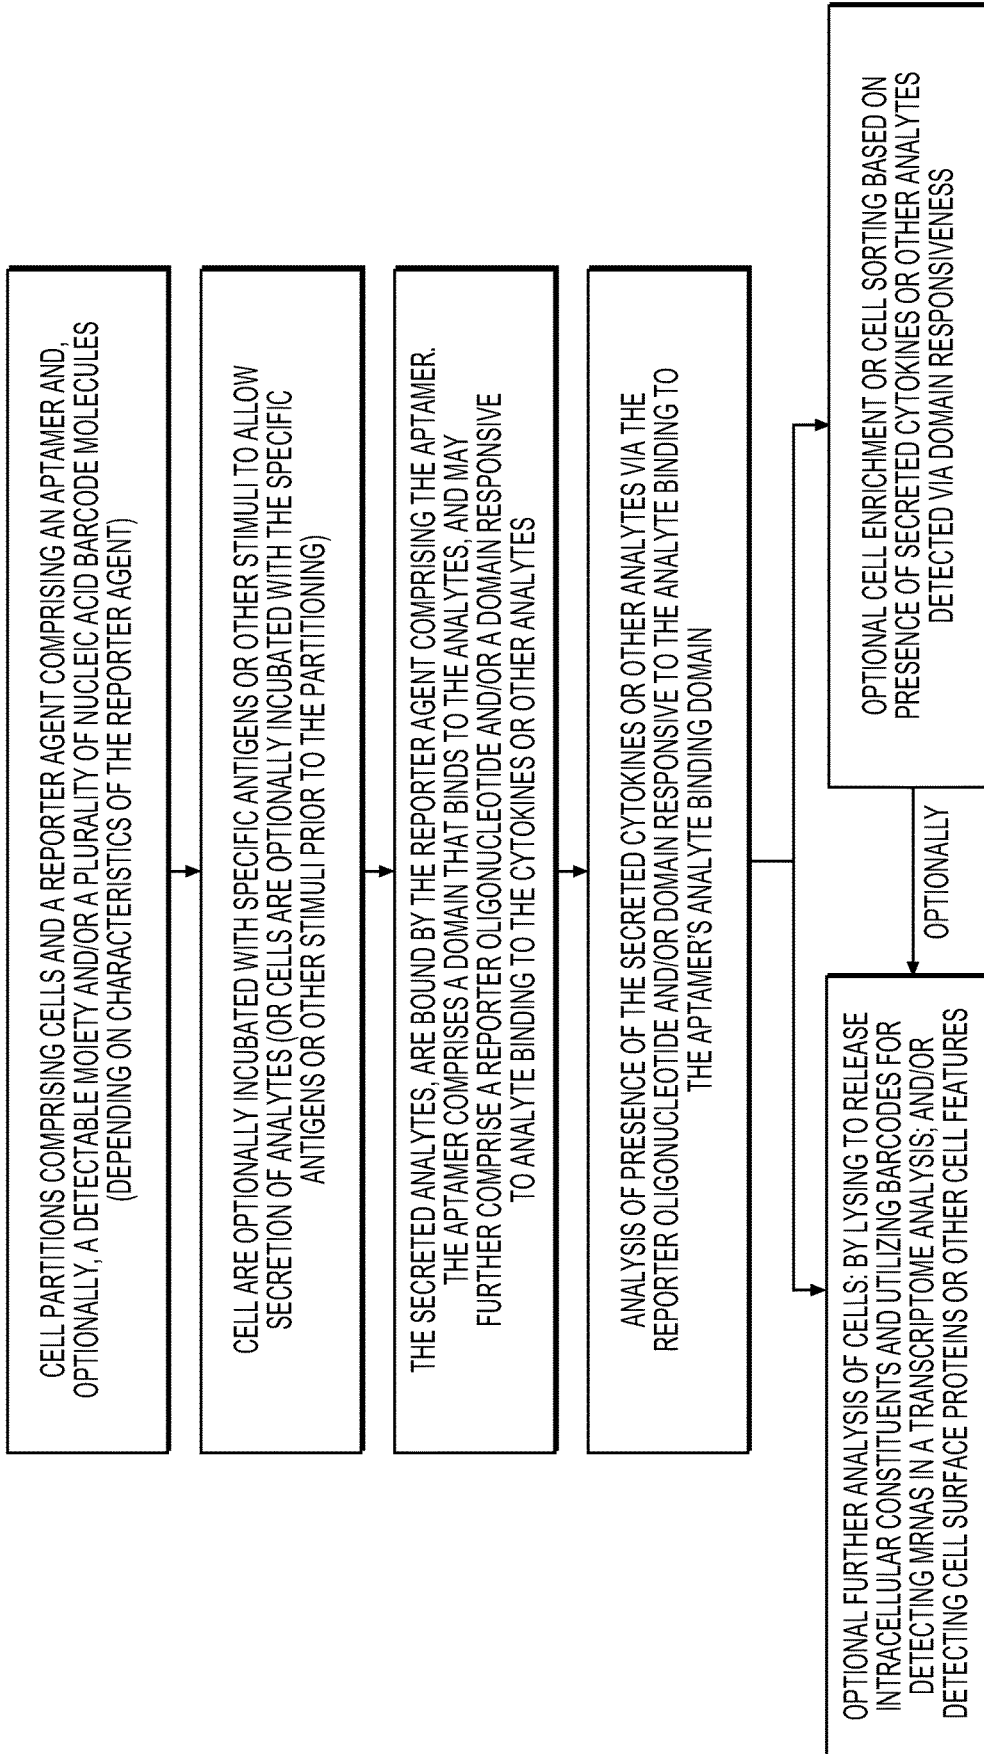 CELL PARTITIONS COMPRISING CELLS AND A REPORTER AGENT COMPRISING AN APTAMER AND,
OPTIONALLY, A DETECTABLE MOIETY AND/OR A PLURALITY OF NUCLEIC ACID BARCODE MOLECULES
(DEPENDING ON CHARACTERISTICS OF THE REPORTER AGENT)
CELL ARE OPTIONALLY INCUBATED WITH SPECIFIC ANTIGENS OR OTHER STIMULI TO ALLOW
SECRETION OF ANALYTES (OR CELLS ARE OPTIONALLY INCUBATED WITH THE SPECIFIC
ANTIGENS OR OTHER STIMULI PRIOR TO THE PARTITIONING)
THE SECRETED ANALYTES, ARE BOUND BY THE REPORTER AGENT COMPRISING THE APTAMER.
THE APTAMER COMPRISES A DOMAIN THAT BINDS TO THE ANALYTES, AND MAY
FURTHER COMPRISE A REPORTER OLIGONUCLEOTIDE AND/OR A DOMAIN RESPONSIVE
TO ANALYTE BINDING TO THE CYTOKINES OR OTHER ANALYTES
ANALYSIS OF PRESENCE OF THE SECRETED CYTOKINES OR OTHER ANALYTES VIA THE
REPORTER OLIGONUCLEOTIDE AND/OR DOMAIN RESPONSIVE TO THE ANALYTE BINDING TO
THE APTAMER'S ANALYTE BINDING DOMAIN
OPTIONAL FURTHER ANALYSIS OF CELLS: BY LYSING TO RELEASE
INTRACELLULAR CONSTITUENTS AND UTILIZING BARCODES FOR
DETECTING MRNAS IN A TRANSCRIPTOME ANALYSIS; AND/OR
DETECTING CELL SURFACE PROTEINS OR OTHER CELL FEATURES
OPTIONALLY
OPTIONAL CELL ENRICHMENT OR CELL SORTING BASED ON
PRESENCE OF SECRETED CYTOKINES OR OTHER ANALYTES
DETECTED VIA DOMAIN RESPONSIVENESS